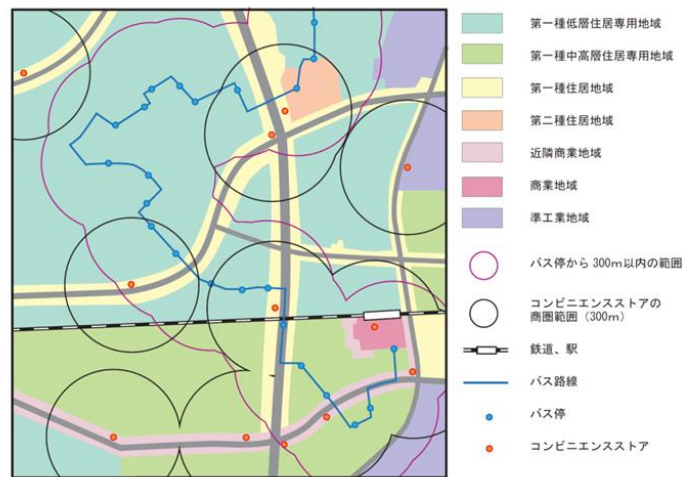 第一種低層住居専用地域
第一種中高層住居専用地域
第一種住居地域
第二種住居地域
近隣商業地域
商業地域
準工業地域
バス停から300m以内の範囲
コンビニエンスストアの
商圏範囲(300m)
鉄道、駅
バス路線
バス停
コンビニエンスストア